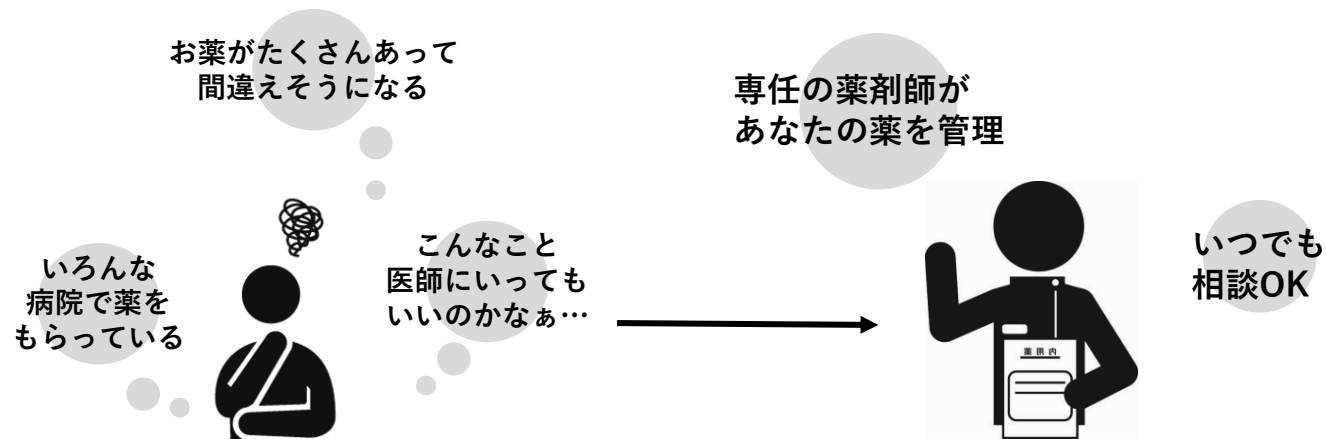 お薬がたくさんあって
間違えそうになる
いろんな
病院で薬を
もらっている
こんなこと
医師にいっても
いいのかなぁ…
専任の薬剤師が
あなたの薬を管理
いつでも
相談OK
内用薬